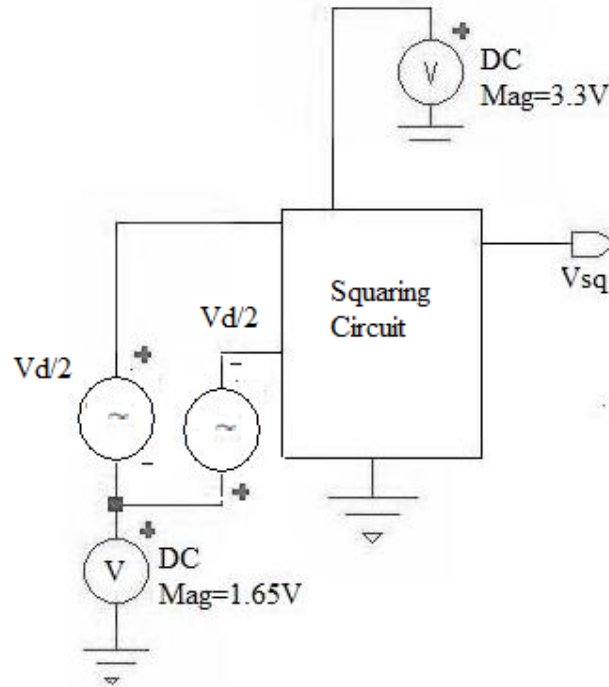 V
DC
Mag=3.3V
Squaring
Circuit
Vsq
Vd/2
Vd/2
V
DC
Mag=1.65V